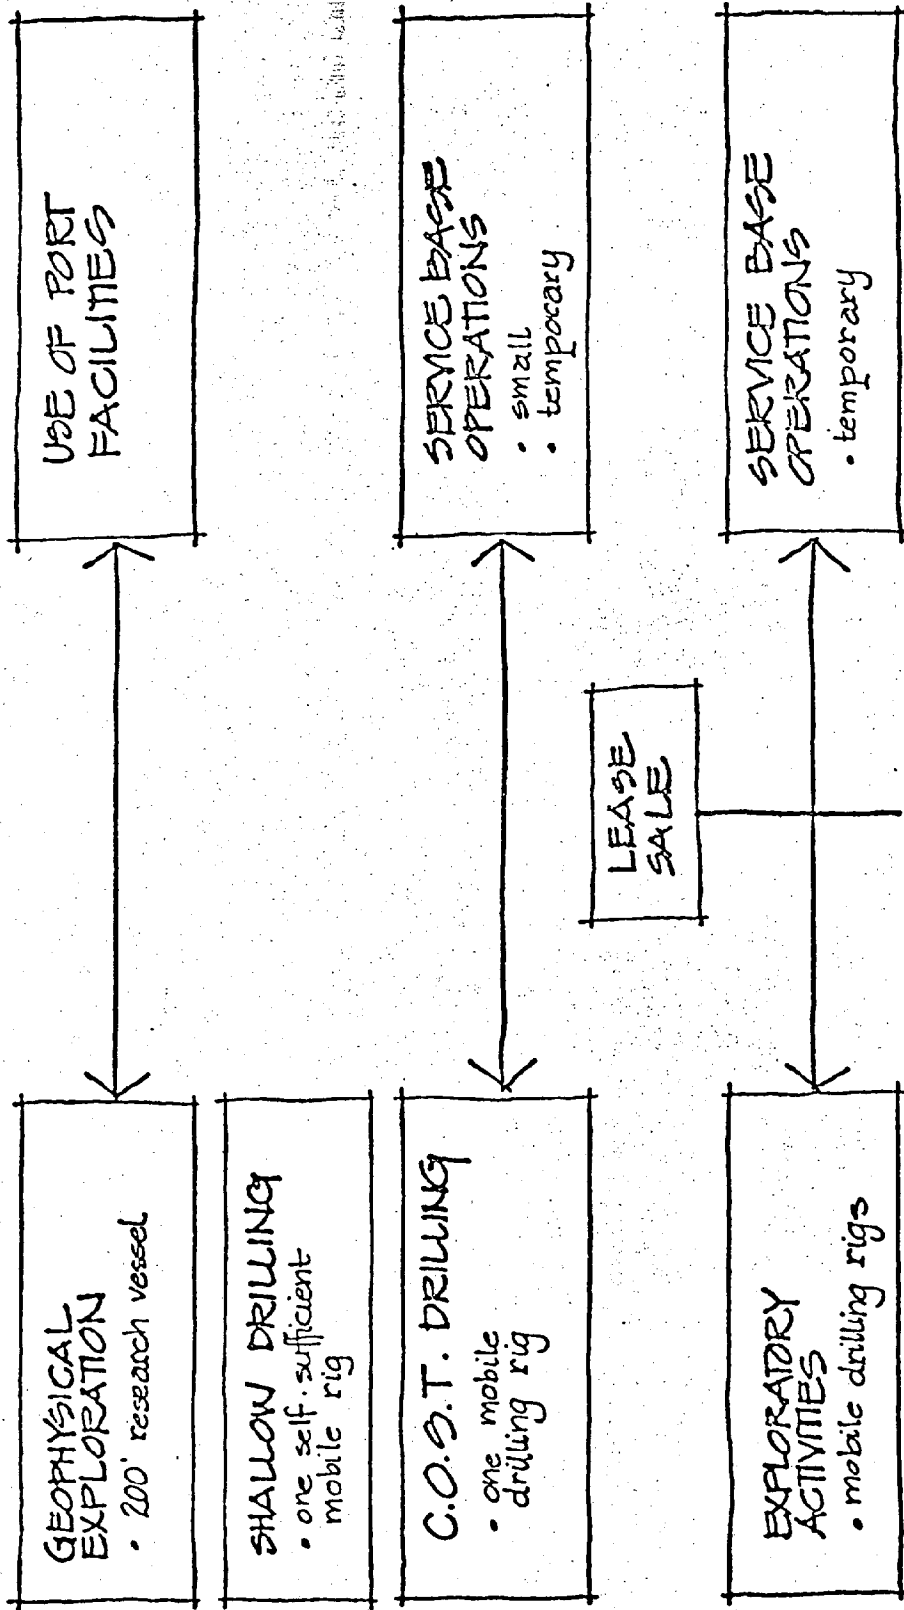 GEOPHYSICAL
EXPLORATION
• 200' research vessel
USE OF PORT
FACILITIES
SHALLOW DRILLING
• one self-sufficient
mobile rig
C.O.S.T. DRILLING
• one mobile
drilling rig
SERVICE BASE
OPERATIONS
• small
• temporary
LEASE
SALE
EXPLORATORY
ACTIVITIES
• mobile drilling rigs
SERVICE BASE
OPERATIONS
• temporary